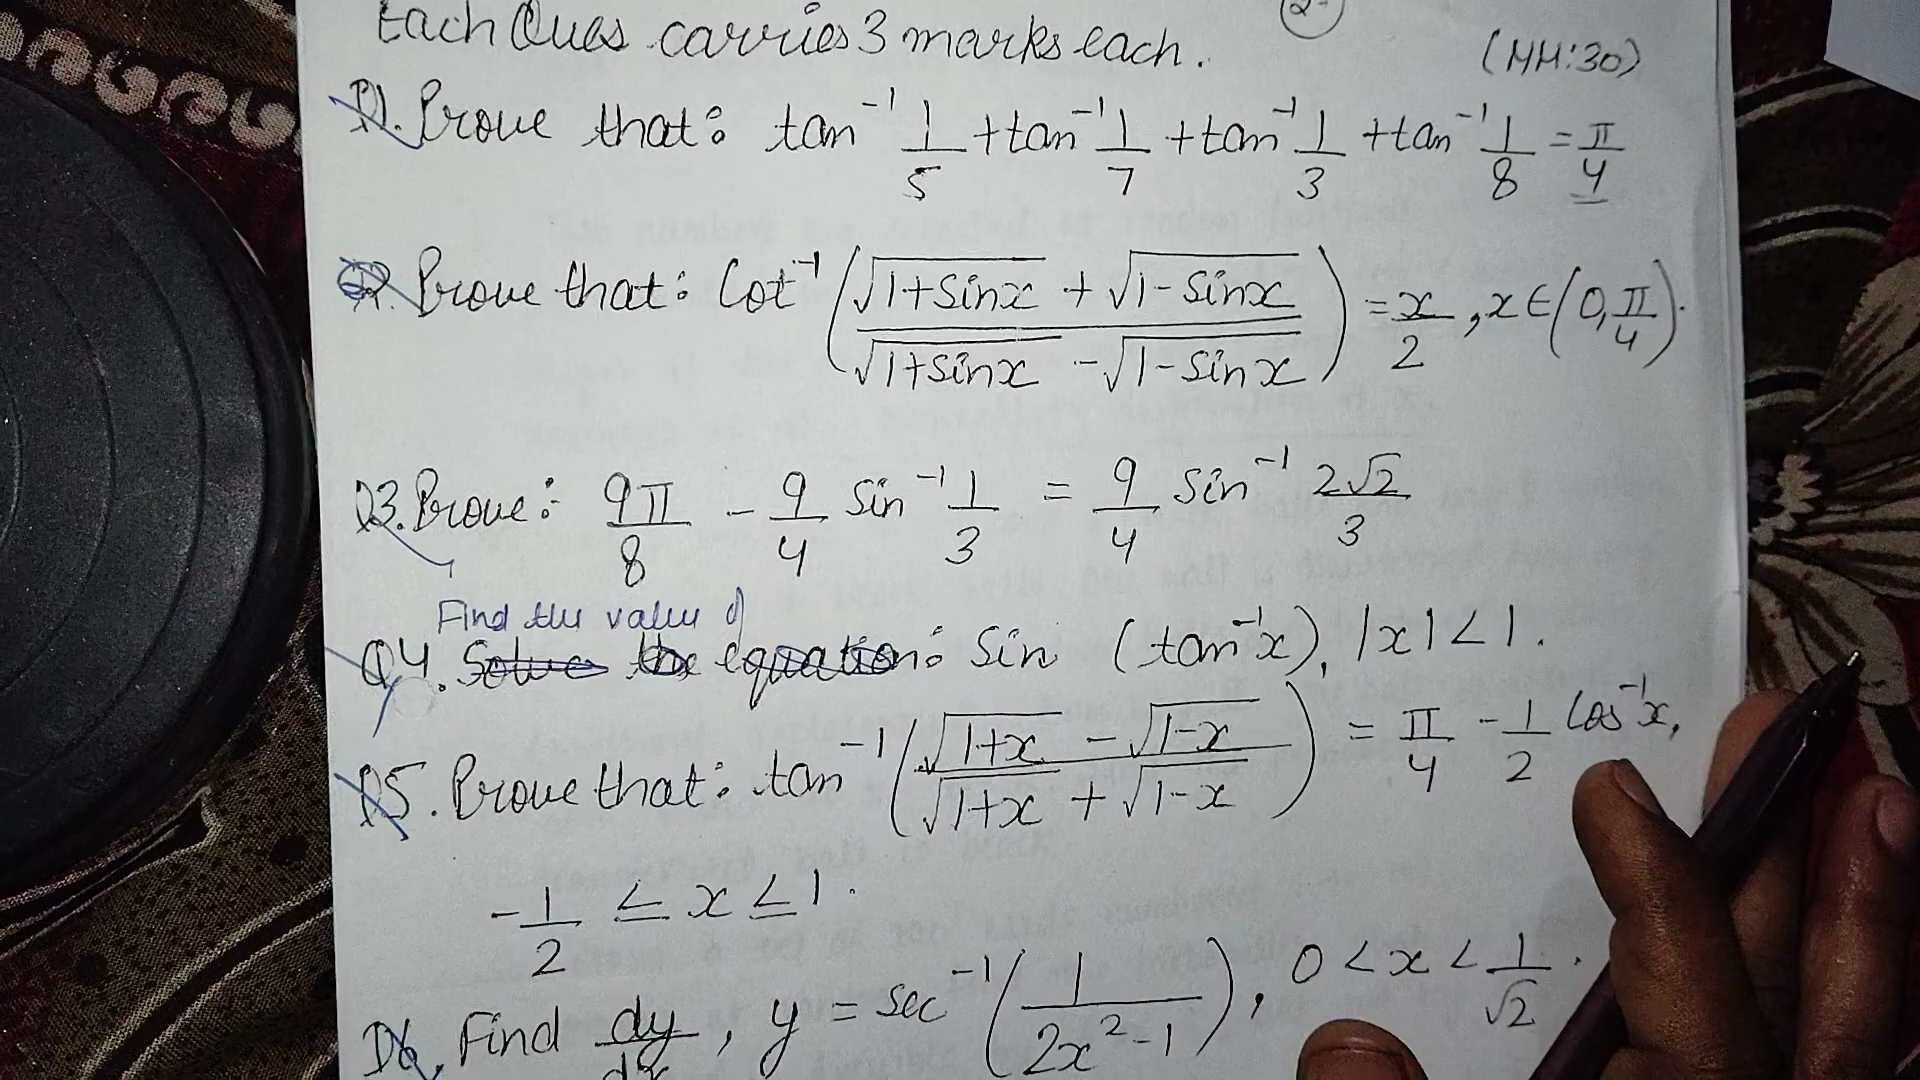 Each Ques carries 3 marks each. (MM:30)
Q1. Prove that: tan⁻¹ 1/5 + tan⁻¹ 1/7 + tan⁻¹ 1/3 + tan⁻¹ 1/8 = π/4
Q2. Prove that: Cot⁻¹ ((√(1+Sinx) + √(1-Sinx))/(√(1+Sinx) - √(1-Sinx))) = x/2, x∈(0, π/4).
Q3. Prove: 9π/8 - 9/4 Sin⁻¹ 1/3 = 9/4 Sin⁻¹ 2√2/3
Find the value of
Q4. Solve the equation: Sin (tan⁻¹x), |x| < 1.
Q5. Prove that: tan⁻¹ ((√(1+x) - √(1-x))/(√(1+x) + √(1-x))) = π/4 - 1/2 Cos⁻¹x,
-1/2 ≤ x ≤ 1.
Q6. Find dy/dx, y = Sec⁻¹ (1/(2x²-1)), 0 < x < 1/√2.